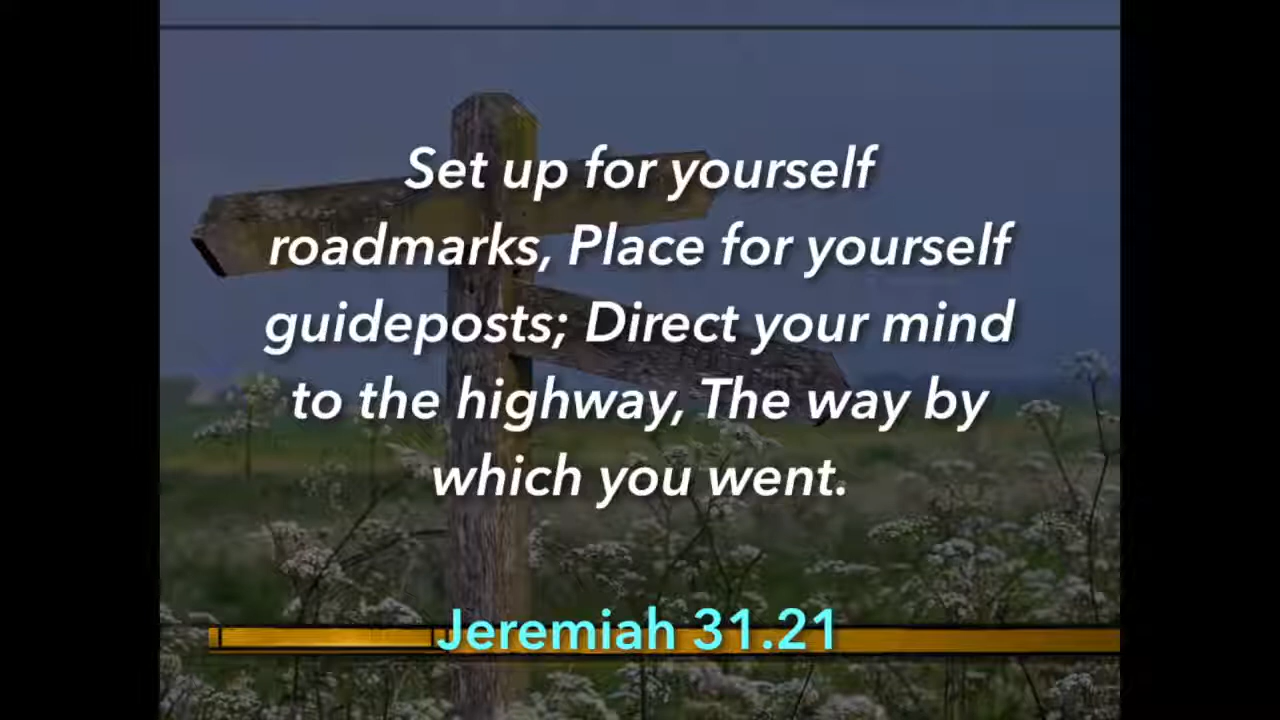 Set up for yourself
roadmarks, Place for yourself
guideposts; Direct your mind
to the highway, The way by
which you went.
Jeremiah 31.21